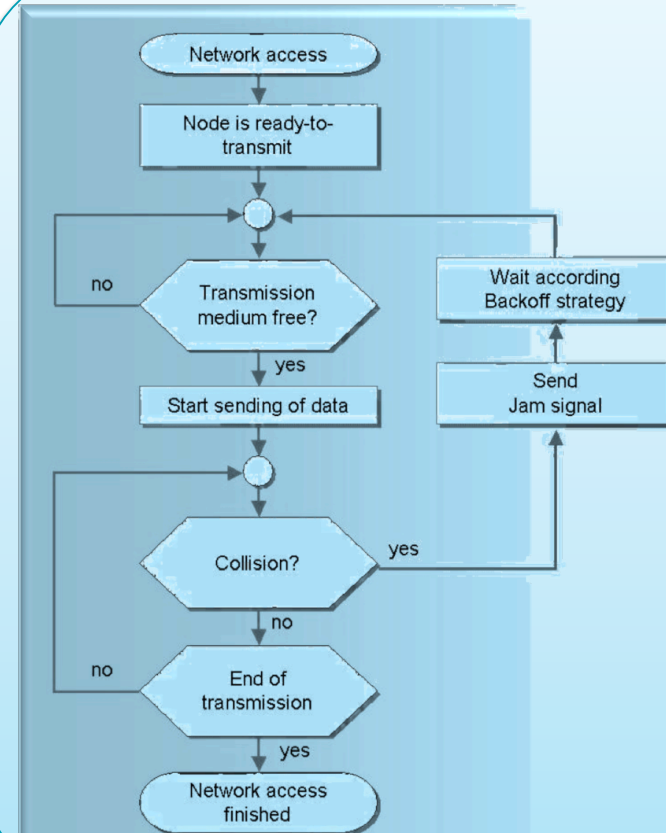 Network access
Node is ready-to-
transmit
no
Transmission
medium free?
Wait according
Backoff strategy
yes
Send
Jam signal
Start sending of data
yes
Collision?
no
no
End of
transmission
yes
Network access
finished